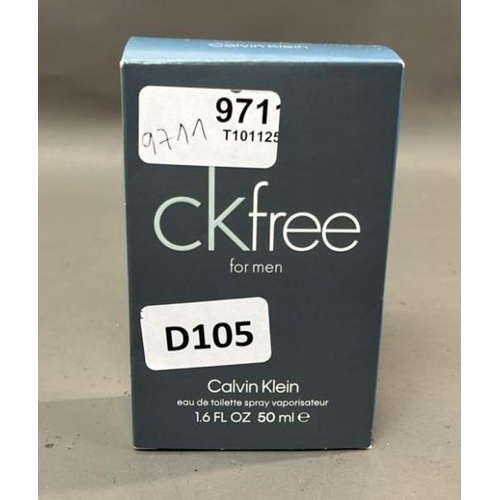 Calvin Klein
9711
9711
T101125
ckfree
for men
D105
Calvin Klein
eau de toilette spray vaporisateur
1.6 FL OZ 50 ml ℮